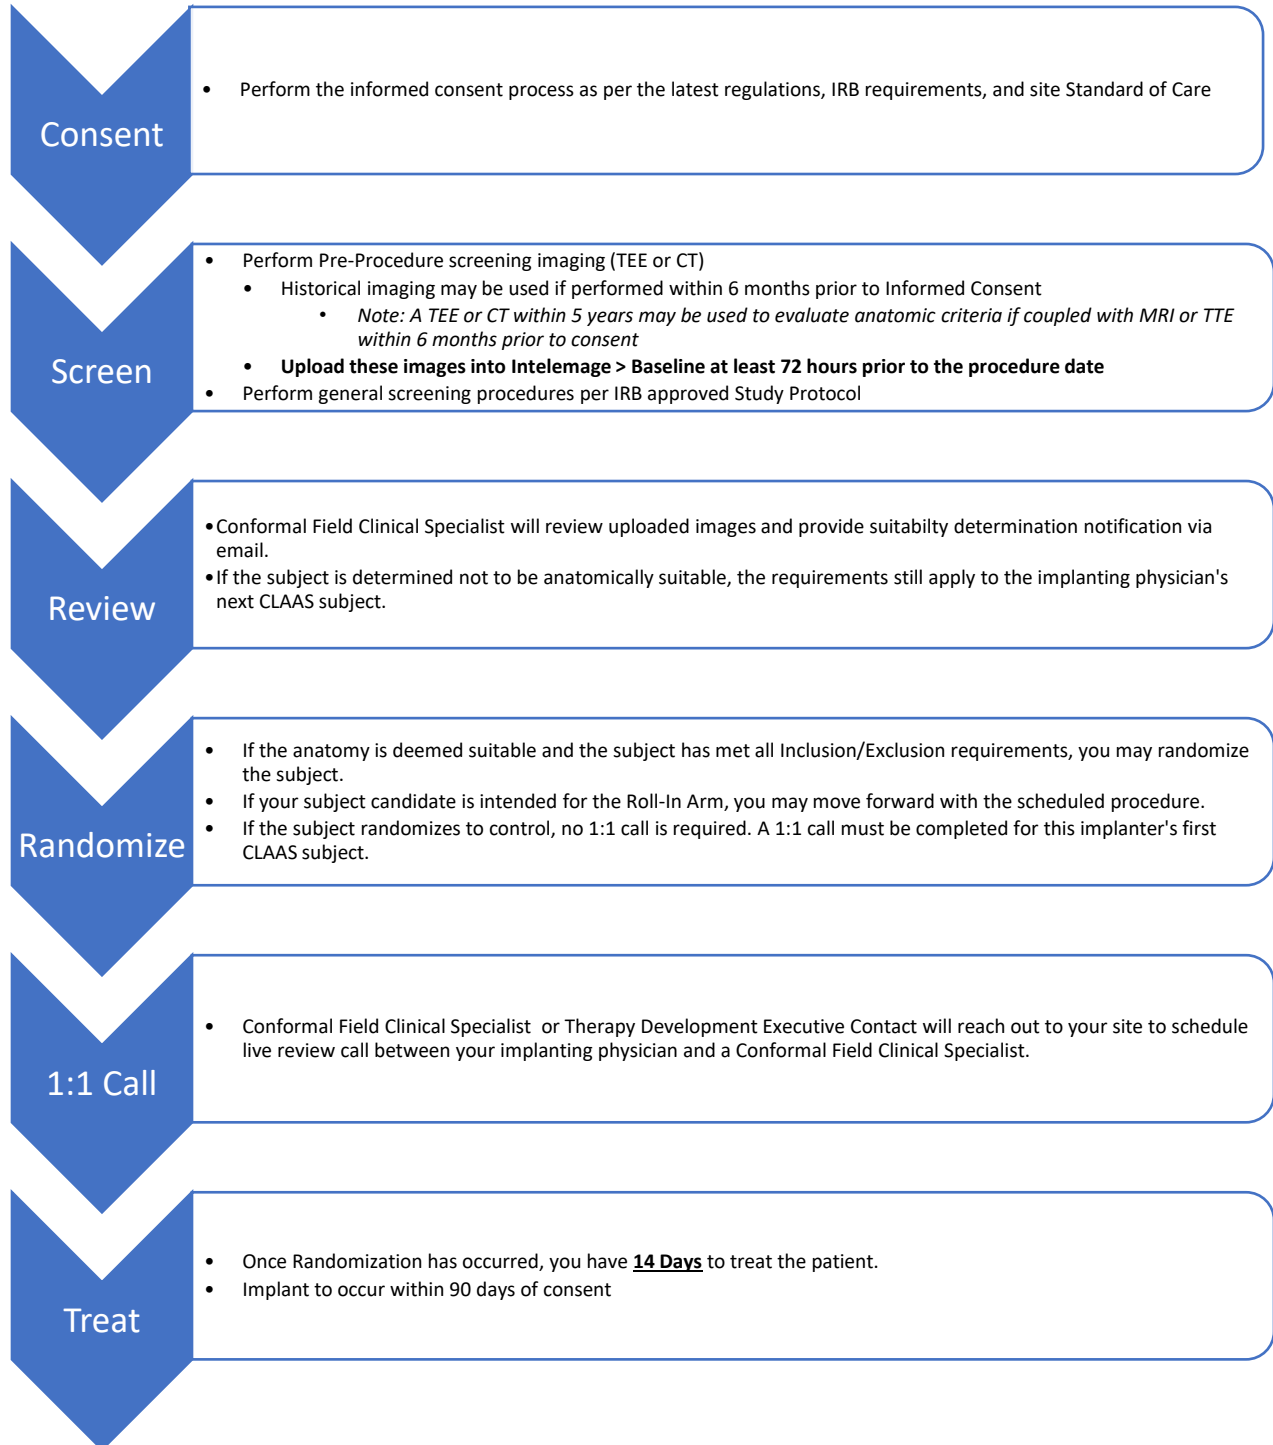 Consent
• Perform the informed consent process as per the latest regulations, IRB requirements, and site Standard of Care
Screen
• Perform Pre-Procedure screening imaging (TEE or CT)
• Historical imaging may be used if performed within 6 months prior to Informed Consent
• Note: A TEE or CT within 5 years may be used to evaluate anatomic criteria if coupled with MRI or TTE
within 6 months prior to consent
• Upload these images into Intelemage > Baseline at least 72 hours prior to the procedure date
• Perform general screening procedures per IRB approved Study Protocol
Review
•Conformal Field Clinical Specialist will review uploaded images and provide suitabilty determination notification via
email.
•If the subject is determined not to be anatomically suitable, the requirements still apply to the implanting physician's
next CLAAS subject.
Randomize
• If the anatomy is deemed suitable and the subject has met all Inclusion/Exclusion requirements, you may randomize
the subject.
• If your subject candidate is intended for the Roll-In Arm, you may move forward with the scheduled procedure.
• If the subject randomizes to control, no 1:1 call is required. A 1:1 call must be completed for this implanter's first
CLAAS subject.
1:1 Call
• Conformal Field Clinical Specialist or Therapy Development Executive Contact will reach out to your site to schedule
live review call between your implanting physician and a Conformal Field Clinical Specialist.
Treat
• Once Randomization has occurred, you have 14 Days to treat the patient.
• Implant to occur within 90 days of consent